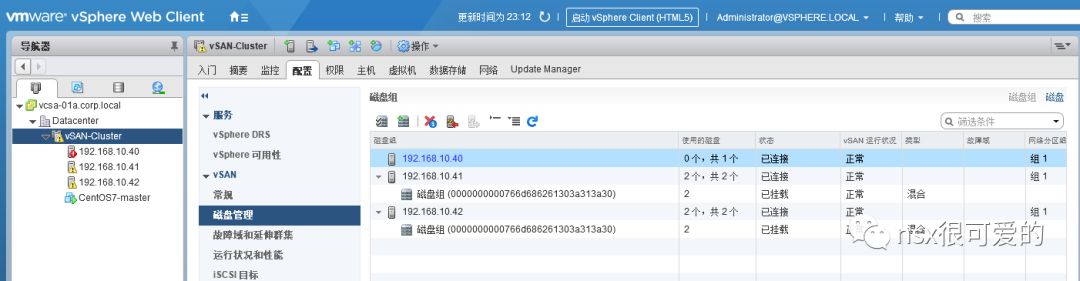 vmware® vSphere Web Client
更新时间为 23:12
启动 vSphere Client (HTML5)
Administrator@VSPHERE.LOCAL
帮助
搜索
导航器
vcsa-01a.corp.local
Datacenter
vSAN-Cluster
192.168.10.40
192.168.10.41
192.168.10.42
CentOS7-master
vSAN-Cluster
操作
入门 摘要 监控 配置 权限 主机 虚拟机 数据存储 网络 Update Manager
服务
vSphere DRS
vSphere 可用性
vSAN
常规
磁盘管理
故障域和延伸群集
运行状况和性能
iSCSI 目标
磁盘组
磁盘组 磁盘
筛选条件
磁盘组 使用的磁盘 状态 vSAN 运行状况 类型 故障域 网络分区组
192.168.10.40 0 个，共 1 个 已连接 正常 组 1
192.168.10.41 2 个，共 2 个 已连接 正常 组 1
磁盘组 (0000000000766d686261303a313a30) 2 已挂载 正常 混合
192.168.10.42 2 个，共 2 个 已连接 正常 组 1
磁盘组 (0000000000766d686261303a313a30) 2 已挂载 正常 混合
nsx很可爱的